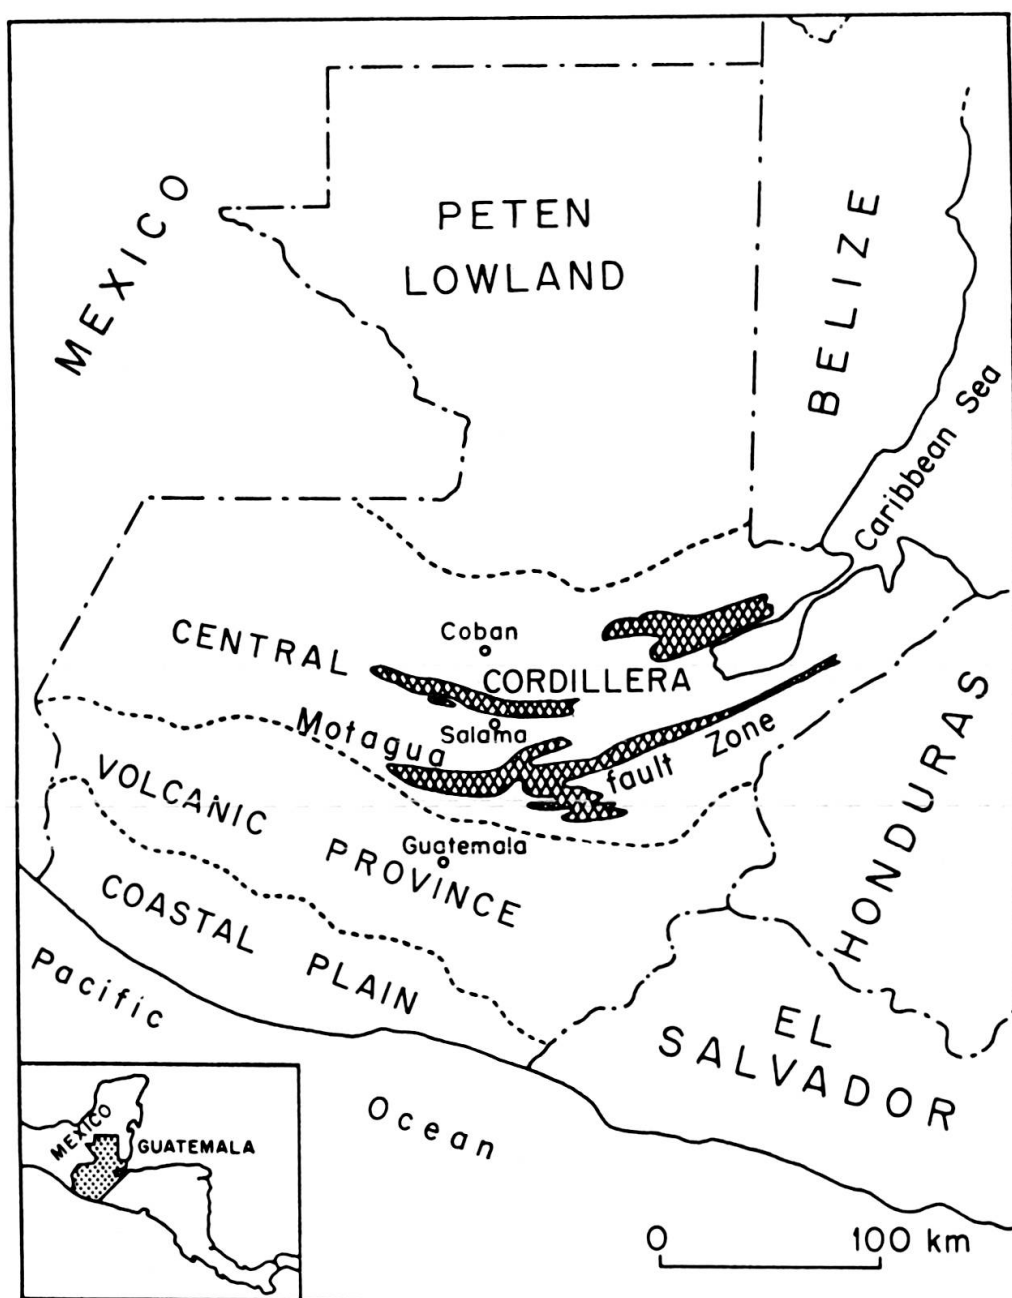 PETEN
LOWLAND
MEXICO
BELIZE
Caribbean Sea
Coban
CENTRAL
CORDILLERA
Motagua
Salama
fault Zone
VOLCANIC
PROVINCE
Guatemala
HONDURAS
COASTAL PLAIN
Pacific
Ocean
EL
SALVADOR
MEXICO
GUATEMALA
0 100 km